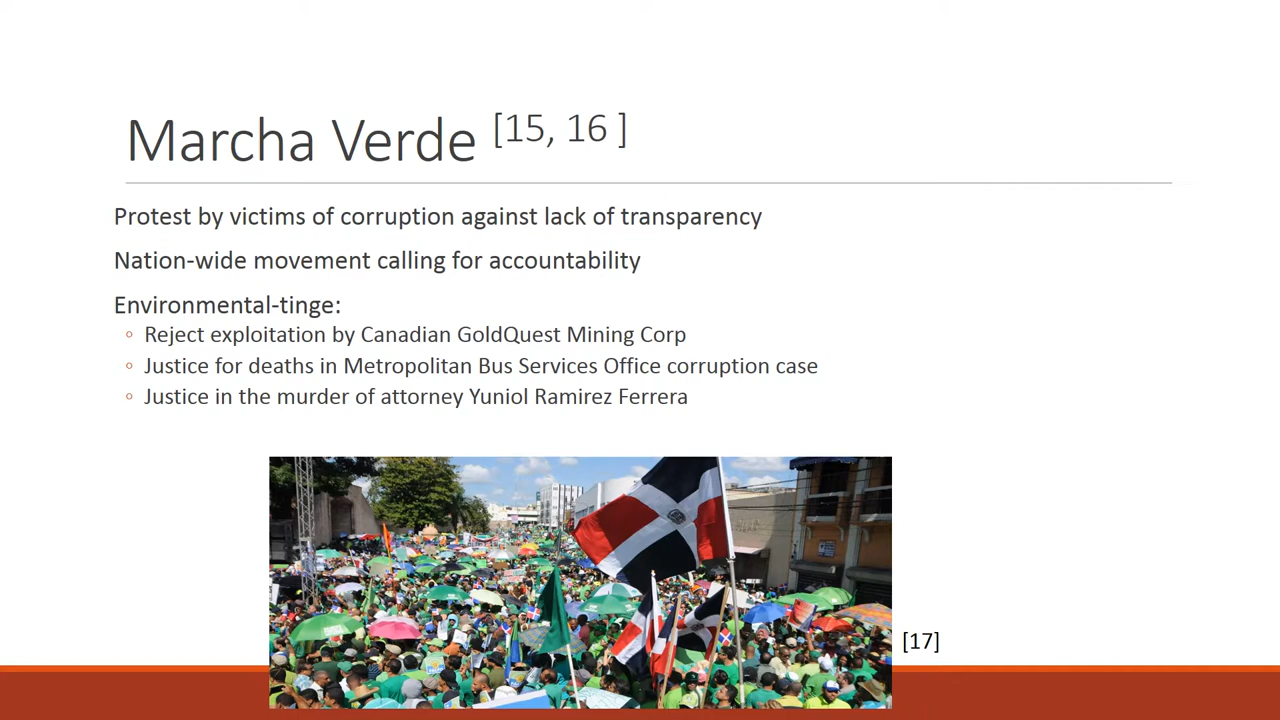 Marcha Verde [15, 16 ]
Protest by victims of corruption against lack of transparency
Nation-wide movement calling for accountability
Environmental-tinge:
◦ Reject exploitation by Canadian GoldQuest Mining Corp
◦ Justice for deaths in Metropolitan Bus Services Office corruption case
◦ Justice in the murder of attorney Yuniol Ramirez Ferrera
[17]